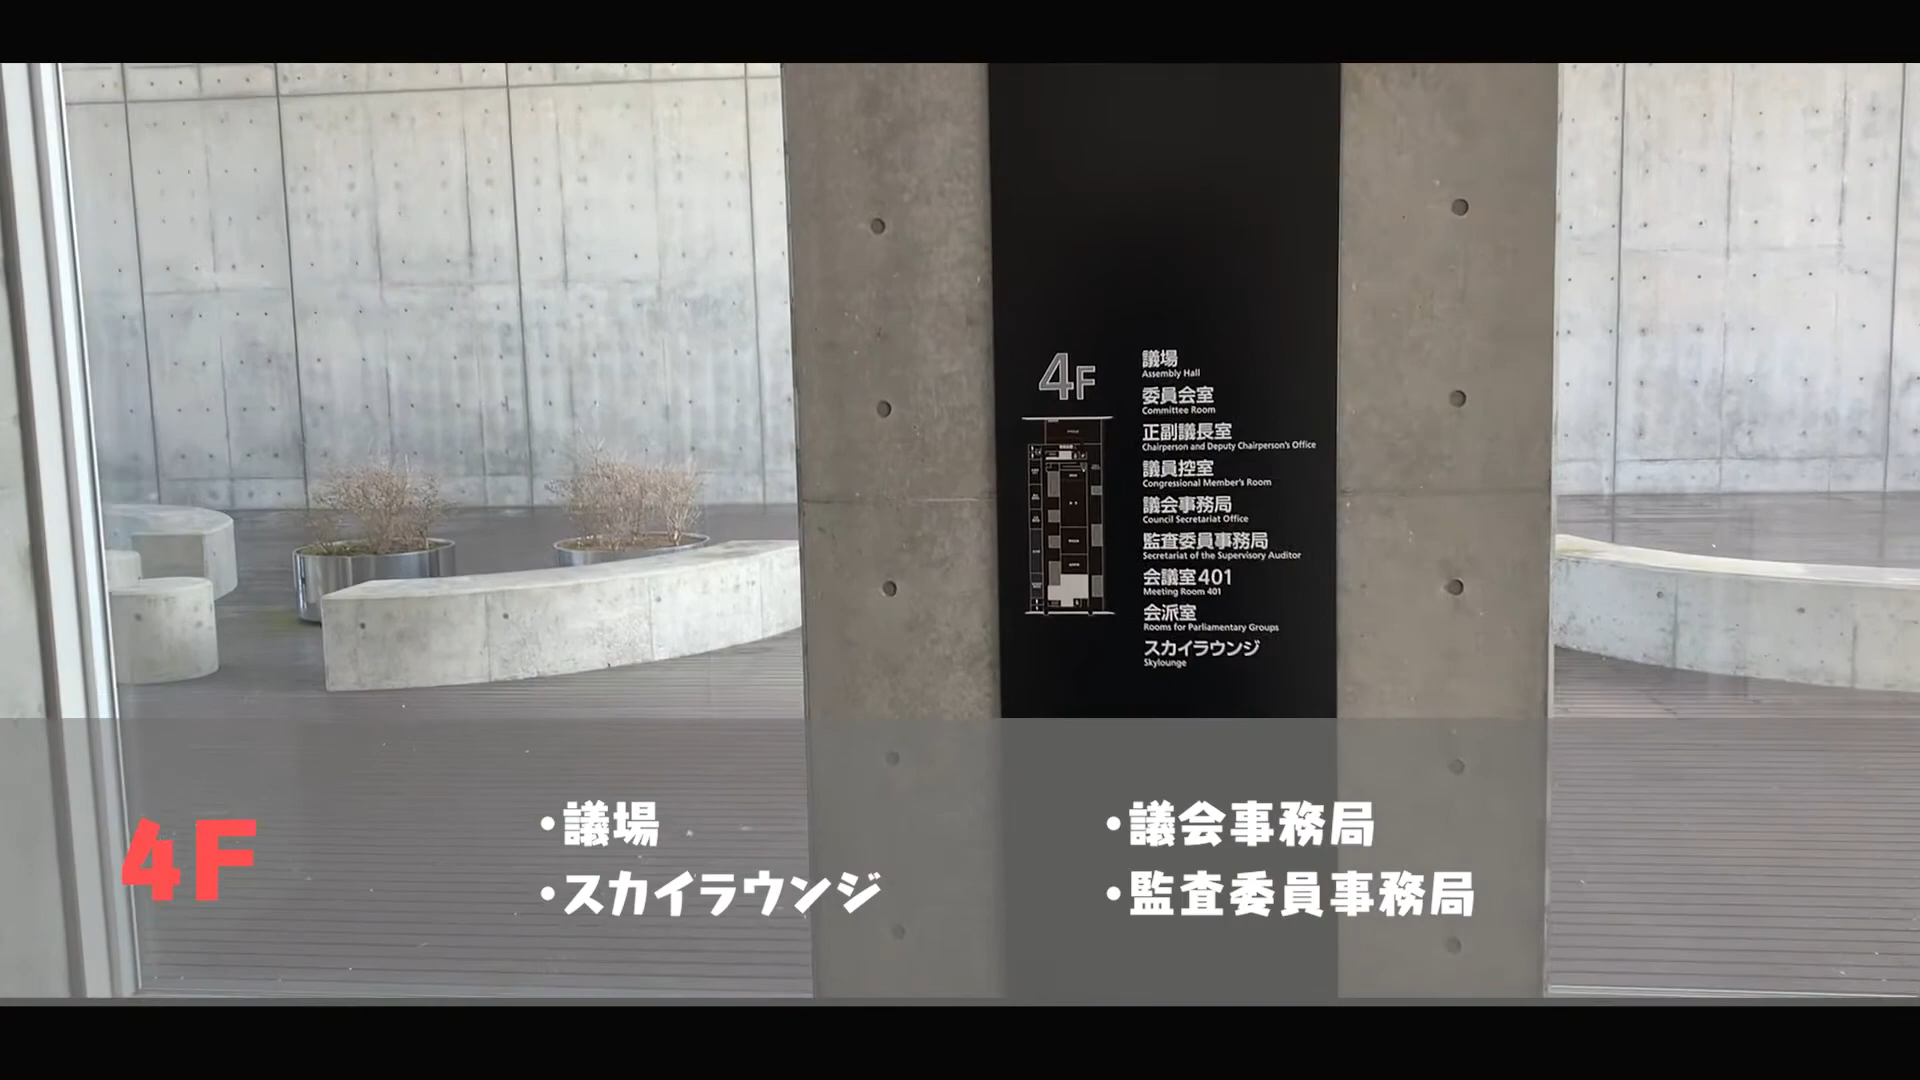 4F
議場
Assembly Hall
委員会室
Committee Room
正副議長室
Chairperson and Deputy Chairperson's Office
議員控室
Congressional Member's Room
議会事務局
Council Secretariat Office
監査委員事務局
Secretariat of the Supervisory Auditor
会議室401
Meeting Room 401
会派室
Rooms for Parliamentary Groups
スカイラウンジ
Skylounge
4F
・議場
・スカイラウンジ
・議会事務局
・監査委員事務局